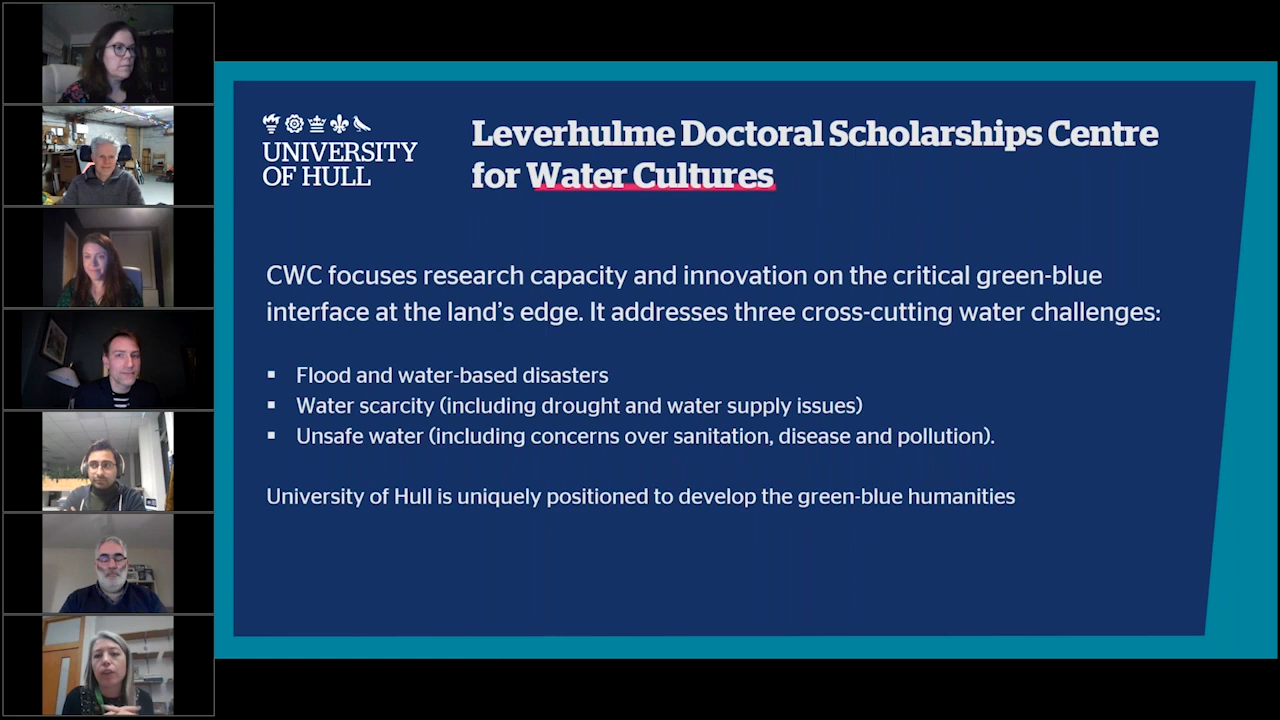 UNIVERSITY
OF HULL
Leverhulme Doctoral Scholarships Centre
for Water Cultures
CWC focuses research capacity and innovation on the critical green-blue
interface at the land’s edge. It addresses three cross-cutting water challenges:
▪ Flood and water-based disasters
▪ Water scarcity (including drought and water supply issues)
▪ Unsafe water (including concerns over sanitation, disease and pollution).
University of Hull is uniquely positioned to develop the green-blue humanities